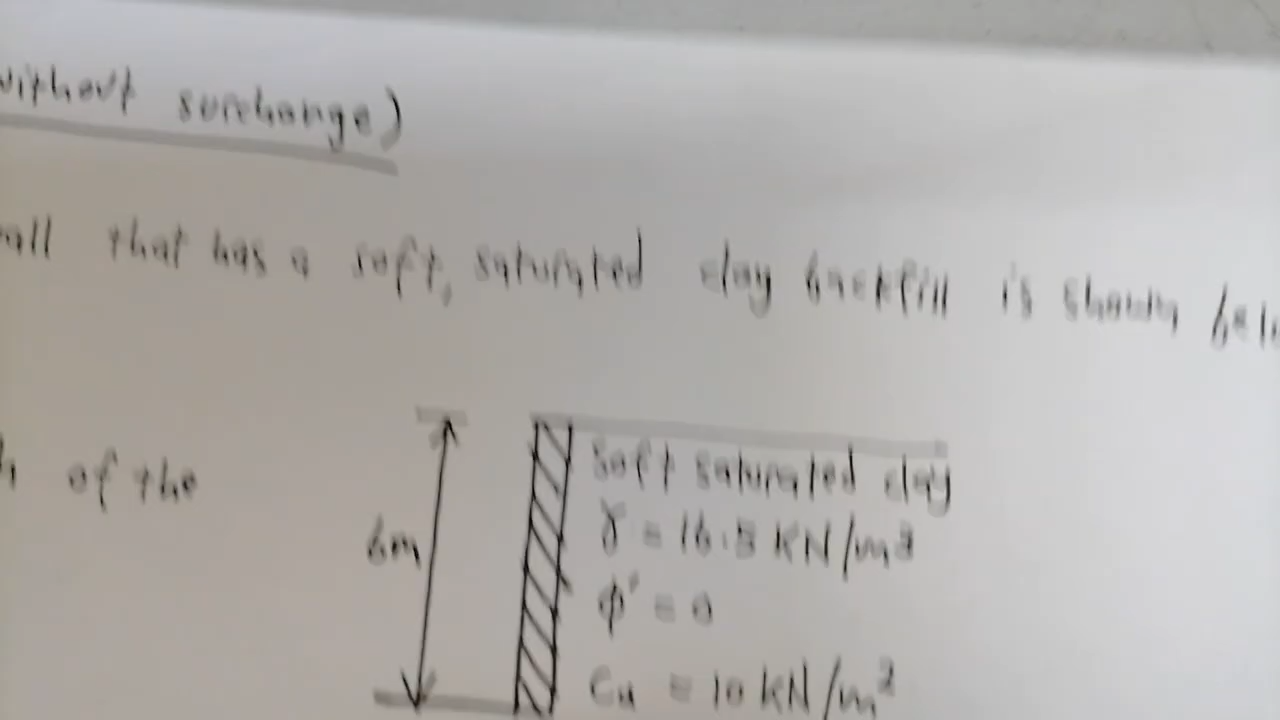 without surcharge)
that has a soft, saturated clay backfill is shown
of the
6m
Soft saturated clay
γ = 16.5 KN/m³
φ' = 0
Cu = 10 KN/m²